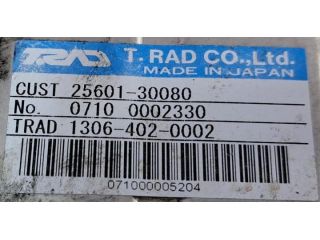 TRAD T. RAD CO., Ltd.
MADE IN JAPAN
CUST 25601-30080
No. 0710 0002330
TRAD 1306-402-0002
071000005204